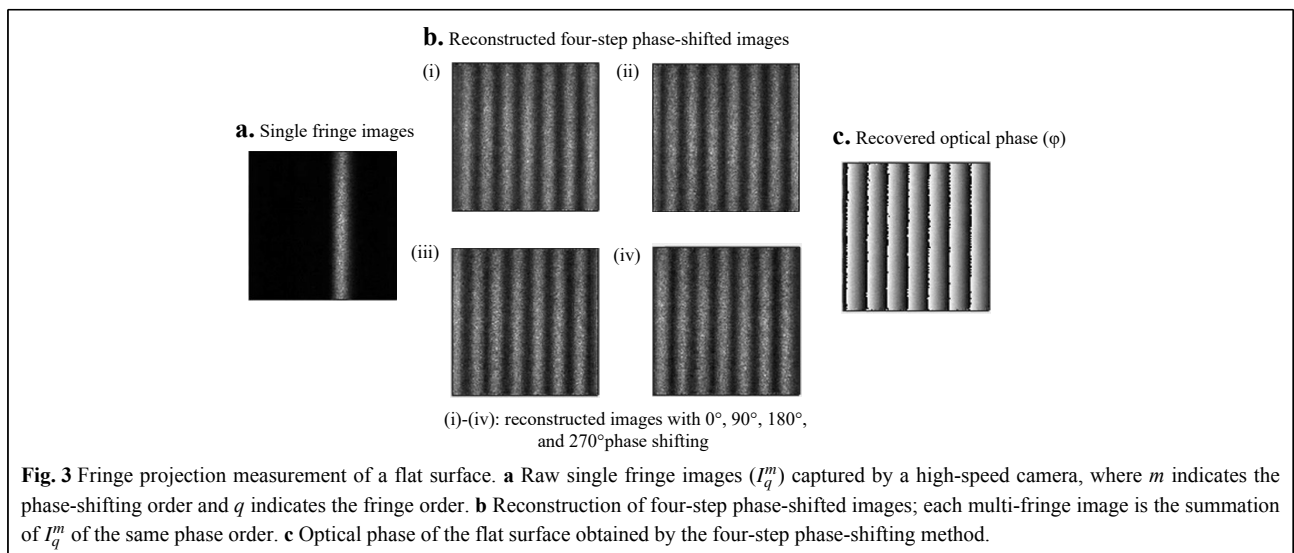 b. Reconstructed four-step phase-shifted images
(i)
(ii)
a. Single fringe images
c. Recovered optical phase (φ)
(iii)
(iv)
(i)-(iv): reconstructed images with 0°, 90°, 180°,
and 270°phase shifting
Fig. 3 Fringe projection measurement of a flat surface. a Raw single fringe images (I_q^m) captured by a high-speed camera, where m indicates the
phase-shifting order and q indicates the fringe order. b Reconstruction of four-step phase-shifted images; each multi-fringe image is the summation
of I_q^m of the same phase order. c Optical phase of the flat surface obtained by the four-step phase-shifting method.